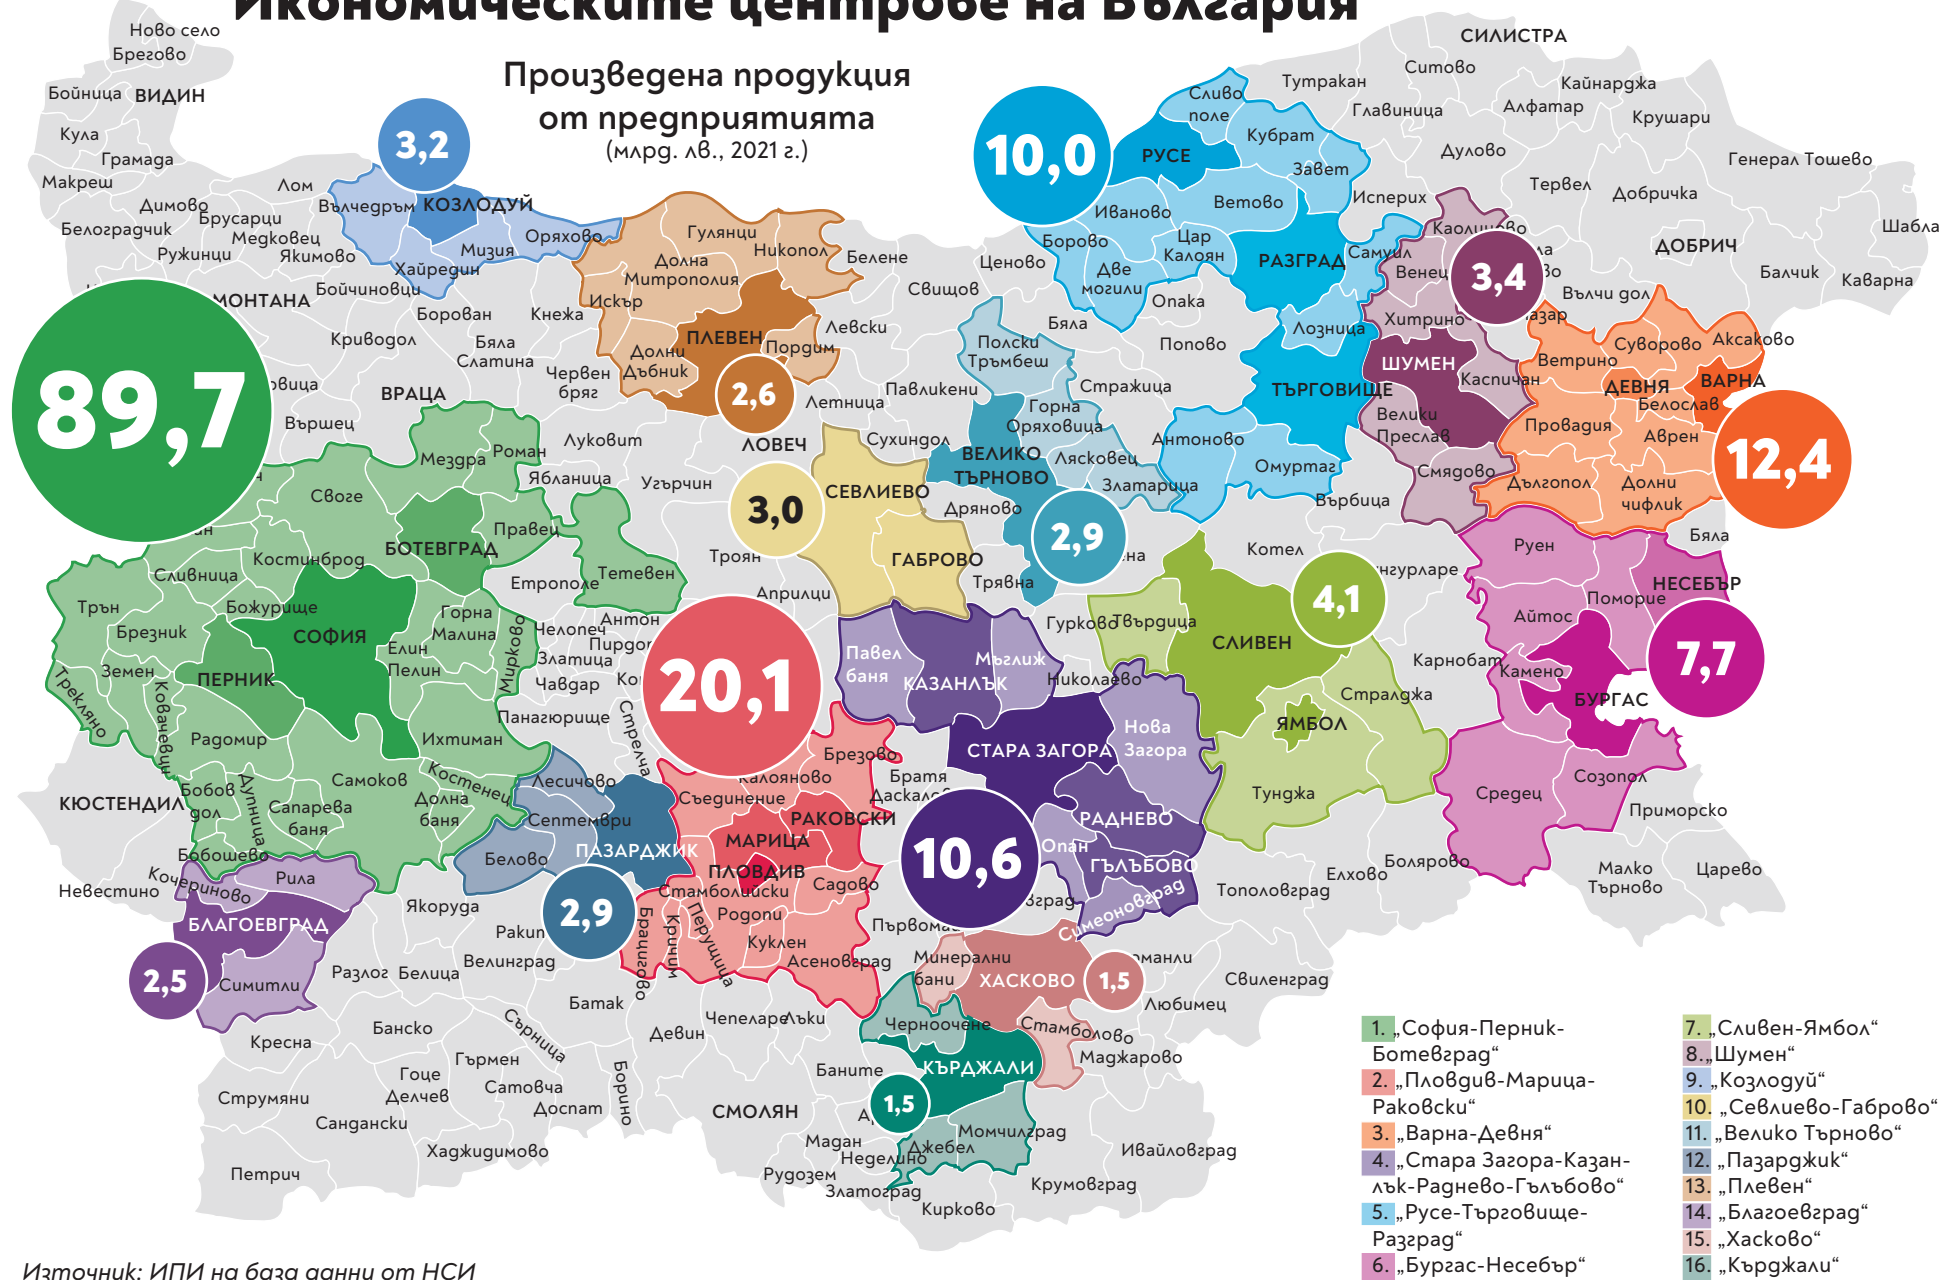 Икономическите центрове на България
Произведена продукция
от предприятията
(млрд. лв., 2021 г.)
Ново село
Брегово
Бойница
ВИДИН
Кула
Грамада
Макреш
Димово
Белоградчик
Ружинци
Брусарци
Медковец
Якимово
Лом
Вълчедръм
КОЗЛОДУЙ
3,2
Мизия
Оряхово
Хайредин
МОНТАНА
Бойчиновци
Борован
Кнежа
Криводол
Бяла
Слатина
Червен
бряг
ВРАЦА
Вършец
89,7
Мездра
Роман
Луковит
Ябланица
Угърчин
Своге
Правец
БОТЕВГРАД
Костинброд
Сливница
Етрополе
Тетевен
Трън
Божурище
Брезник
СОФИЯ
Горна
Малина
Елин
Пелин
Мирково
Антон
Челопеч
Златица
Чавдар
Земен
ПЕРНИК
Трекляно
Ковачевци
Радомир
Ихтиман
Панагюрище
Стрелча
Самоков
Костенец
Долна
баня
Бобов
дол
Дупница
Сапарева
баня
КЮСТЕНДИЛ
Бобошево
Невестино
Кочериново
Рила
БЛАГОЕВГРАД
2,5
Симитли
Гулянци
Никопол
Долна
Митрополия
Искър
ПЛЕВЕН
Долни
Дъбник
Пордим
2,6
Белене
Левски
Свищов
Ценово
Павликени
Летница
ЛОВЕЧ
Сухиндол
3,0
СЕВЛИЕВО
ГАБРОВО
Троян
Априлци
Дряново
Трявна
Полски
Тръмбеш
Бяла
Стражица
Горна
Оряховица
ВЕЛИКО
ТЪРНОВО
Лясковец
Златарица
2,9
10,0
РУСЕ
Сливо
поле
Кубрат
Завет
Ветово
Иваново
Борово
Цар
Калоян
Две
могили
Опака
Попово
РАЗГРАД
Самуил
Лозница
ТЪРГОВИЩЕ
Антоново
Омуртаг
Върбица
Исперих
СИЛИСТРА
Тутракан
Ситово
Кайнарджа
Главиница
Алфатар
Крушари
Дулово
Тервел
Добричка
Генерал Тошево
Шабла
ДОБРИЧ
Балчик
Каварна
Каолиново
Венец
3,4
Хитрино
ШУМЕН
Каспичан
Велики
Преслав
Смядово
Вълчи дол
Ветрино
Суворово
Аксаково
ДЕВНЯ
ВАРНА
Белослав
Провадия
Аврен
12,4
Дългопол
Долни
чифлик
Бяла
Котел
4,1
Гурково
Твърдица
СЛИВЕН
Николаево
Карнобат
Стралджа
ЯМБОЛ
Тунджа
Руен
НЕСЕБЪР
Поморие
Айтос
Камено
7,7
БУРГАС
Средец
Созопол
Приморско
Малко
Търново
Царево
Болярово
Елхово
Тополовград
Павел
баня
Мъглиж
КАЗАНЛЪК
СТАРА ЗАГОРА
Нова
Загора
РАДНЕВО
Опан
ГЪЛЪБОВО
Симеоновград
10,6
Братя
20,1
Брезово
Калояново
Съединение
РАКОВСКИ
МАРИЦА
ПЛОВДИВ
Стамболийски
Садово
Родопи
Брацигово
Кричим
Перущица
Куклен
Асеновград
Лесичово
Септември
ПАЗАРДЖИК
Белово
2,9
Якоруда
Велинград
Разлог
Белица
Батак
Банско
Кресна
Сърница
Гърмен
Девин
Чепеларе
Лъки
Гоце
Делчев
Сатовча
Доспат
Борино
Струмяни
Сандански
Хаджидимово
Петрич
СМОЛЯН
Баните
Мадан
Рудозем
Неделино
Златоград
Минерални
бани
ХАСКОВО
1,5
Свиленград
Любимец
Стамболово
Маджарово
Черноочене
КЪРДЖАЛИ
1,5
Момчилград
Джебел
Ивайловград
Крумовград
Кирково
1. „София-Перник-
Ботевград“
2. „Пловдив-Марица-
Раковски“
3. „Варна-Девня“
4. „Стара Загора-Казан-
лък-Раднево-Гълъбово“
5. „Русе-Търговище-
Разград“
6. „Бургас-Несебър“
7. „Сливен-Ямбол“
8. „Шумен“
9. „Козлодуй“
10. „Севлиево-Габрово“
11. „Велико Търново“
12. „Пазарджик“
13. „Плевен“
14. „Благоевград“
15. „Хасково“
16. „Кърджали“
Източник: ИПИ на база данни от НСИ